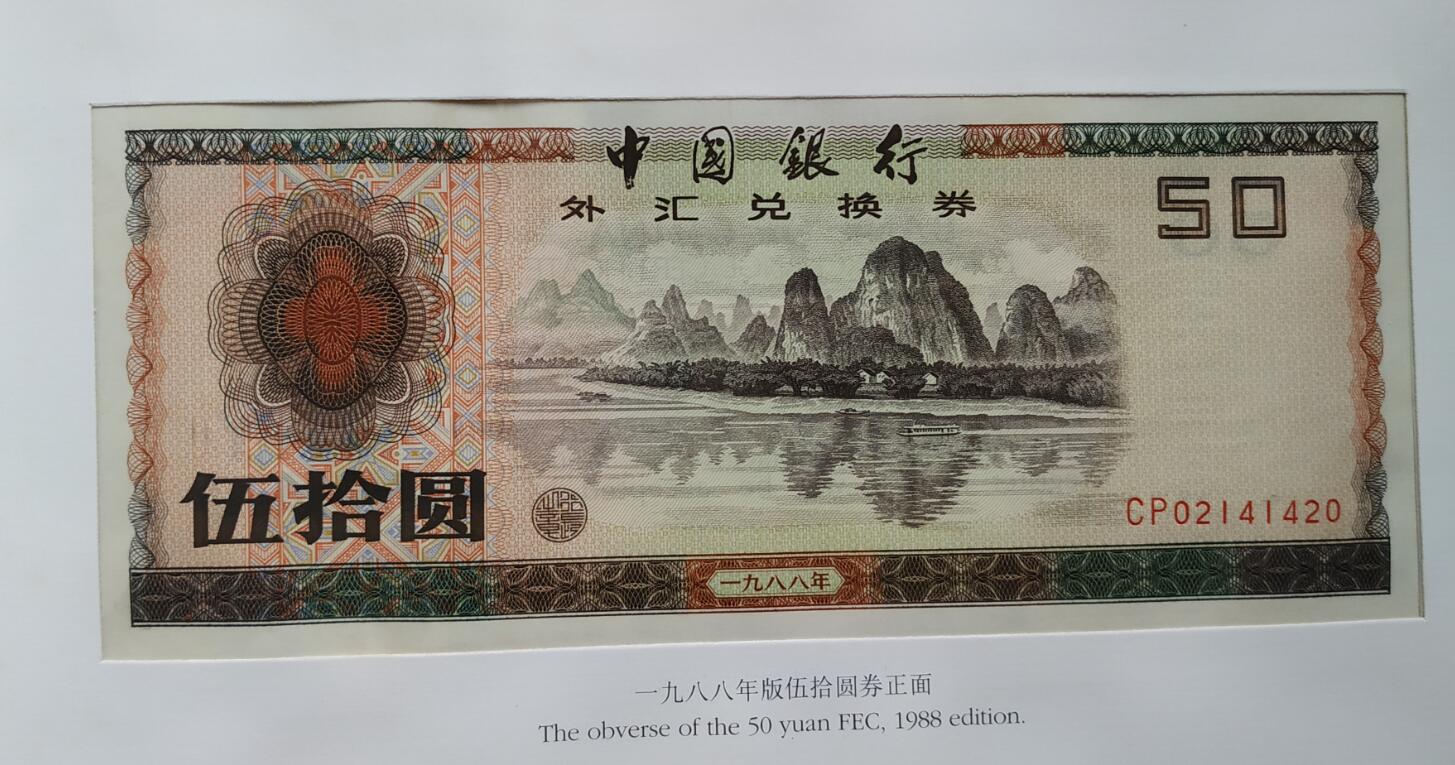 中國銀行
外汇兑换券
50
伍拾圆
CP02141420
一九八八年
一九八八年版伍拾圆券正面
The obverse of the 50 yuan FEC, 1988 edition.